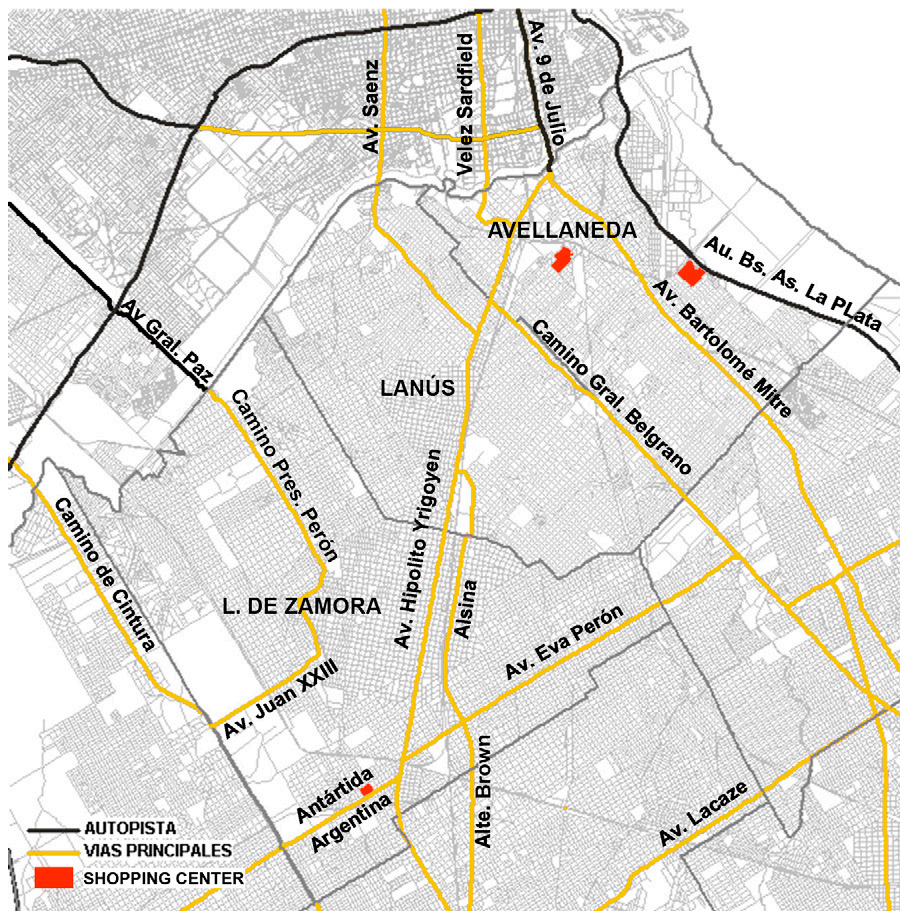 Av. Saenz
Velez Sardfield
Av. 9 de Julio
AVELLANEDA
Au. Bs. As. La PLata
Av. Bartolomé Mitre
Av Gral. Paz
Camino Gral. Belgrano
LANÚS
Camino Pres. Perón
Av. Hipolito Yrigoyen
Camino de Cintura
L. DE ZAMORA
Alsina
Av. Eva Perón
Av. Juan XXIII
Antártida
Argentina
Alte. Brown
Av. Lacaze
AUTOPISTA
VIAS PRINCIPALES
SHOPPING CENTER